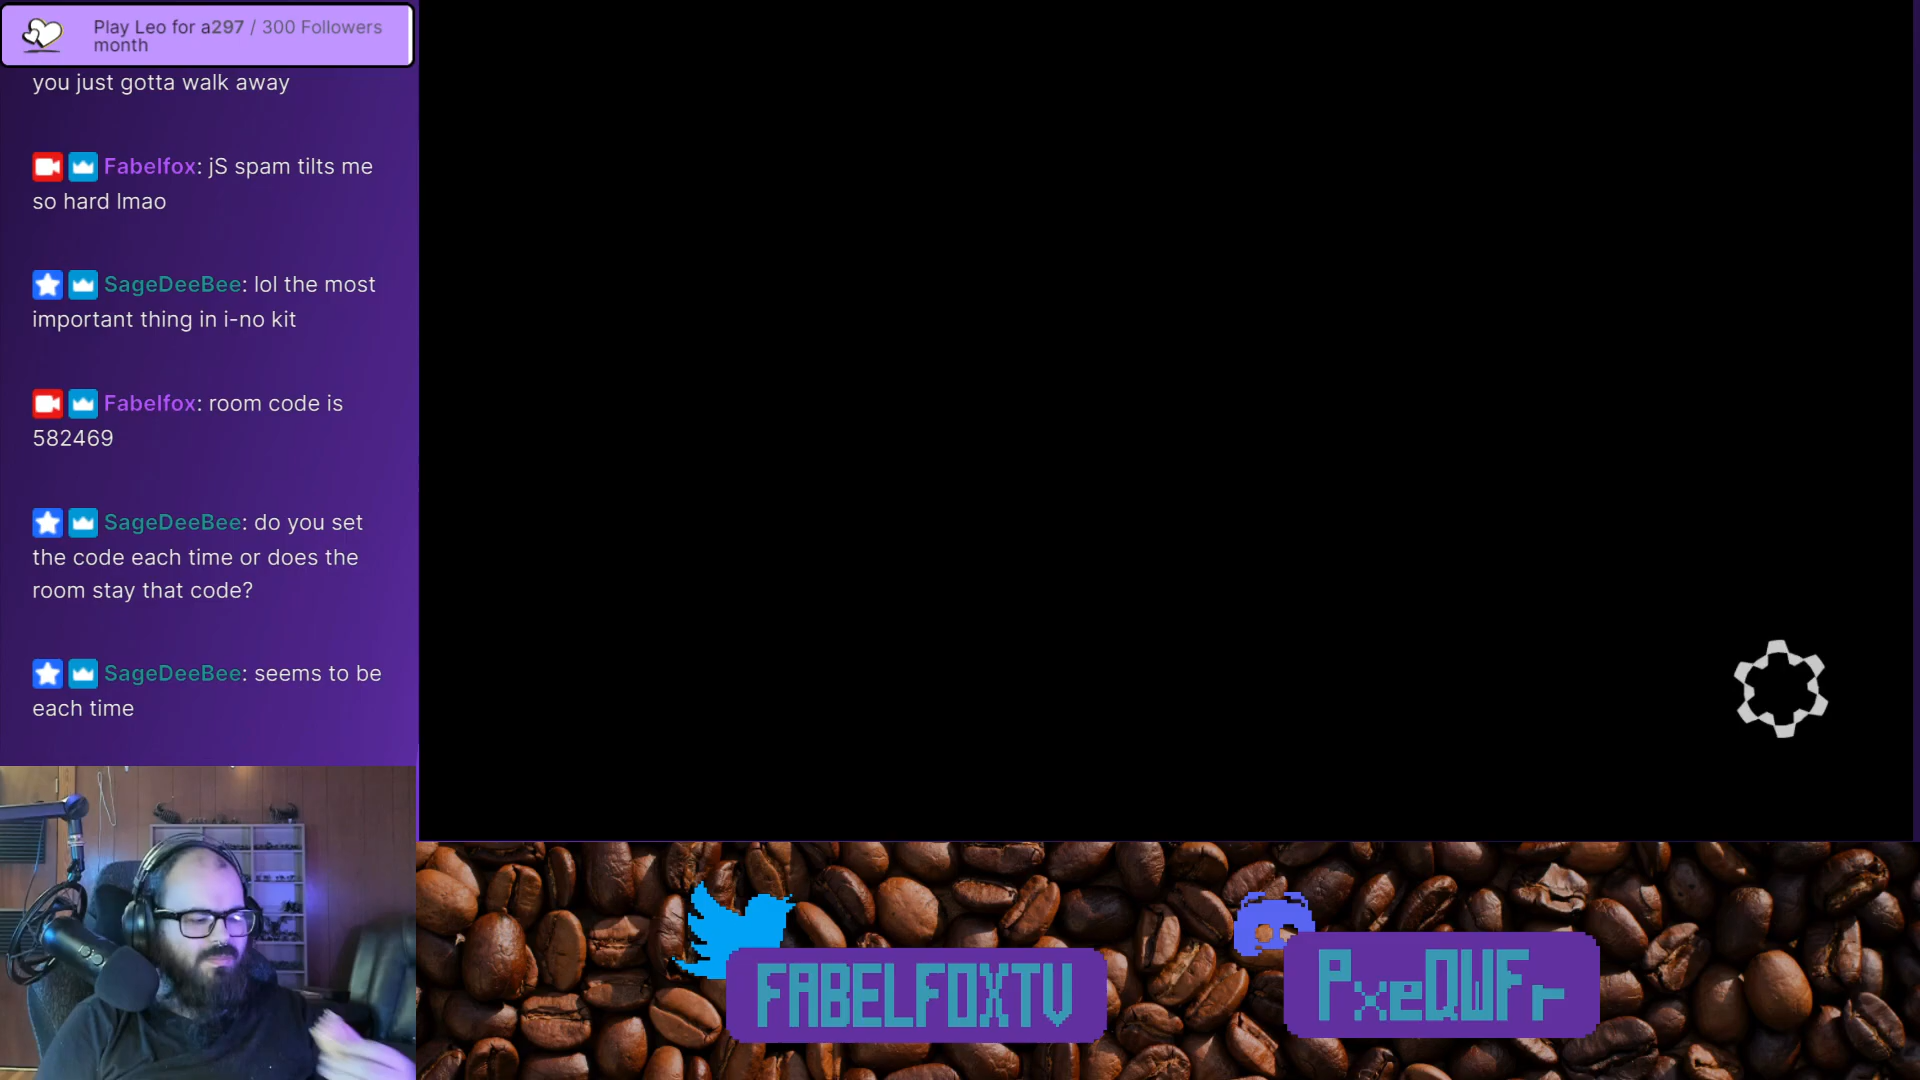 Play Leo for a297 / 300 Followers
month
you just gotta walk away
Fabelfox: jS spam tilts me
so hard lmao
SageDeeBee: lol the most
important thing in i-no kit
Fabelfox: room code is
582469
SageDeeBee: do you set
the code each time or does the
room stay that code?
SageDeeBee: seems to be
each time
FABELFOXTV
PxeQWFr